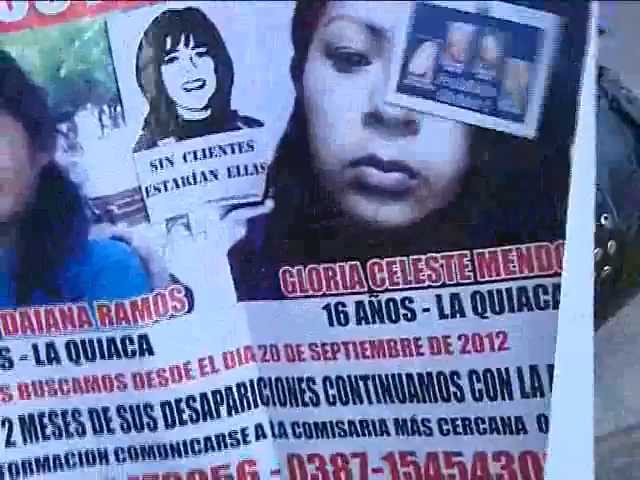 SIN CLIENTES
ESTARÍAN ELLAS
DAIANA RAMOS
GLORIA CELESTE MENDO
S - LA QUIACA
16 AÑOS - LA QUIACA
S BUSCAMOS DESDE EL DIA 20 DE SEPTIEMBRE DE 2012
2 MESES DE SUS DESAPARICIONES CONTINUAMOS CON LA
FORMACION COMUNICARSE A LA COMISARIA MÁS CERCANA O
- 0387-1545430